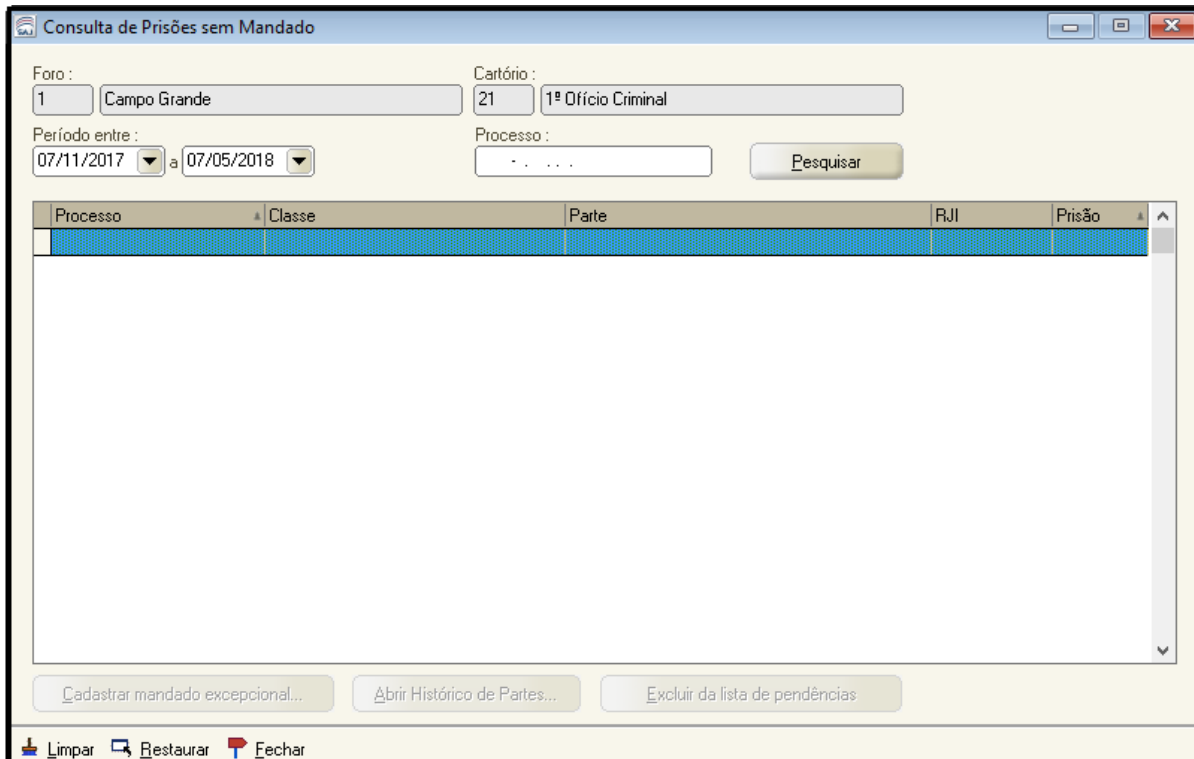 Consulta de Prisões sem Mandado
Foro : Cartório :
1 Campo Grande 21 1º Ofício Criminal
Período entre : Processo :
07/11/2017 a 07/05/2018 - . . . . Pesquisar
Processo Classe Parte RJI Prisão
Cadastrar mandado excepcional... Abrir Histórico de Partes... Excluir da lista de pendências
Limpar Restaurar Fechar